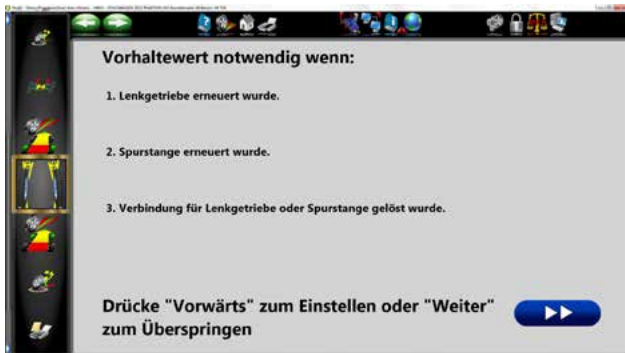 Vorhaltewert notwendig wenn:
1. Lenkgetriebe erneuert wurde.
2. Spurstange erneuert wurde.
3. Verbindung für Lenkgetriebe oder Spurstange gelöst wurde.
Drücke "Vorwärts" zum Einstellen oder "Weiter"
zum Überspringen